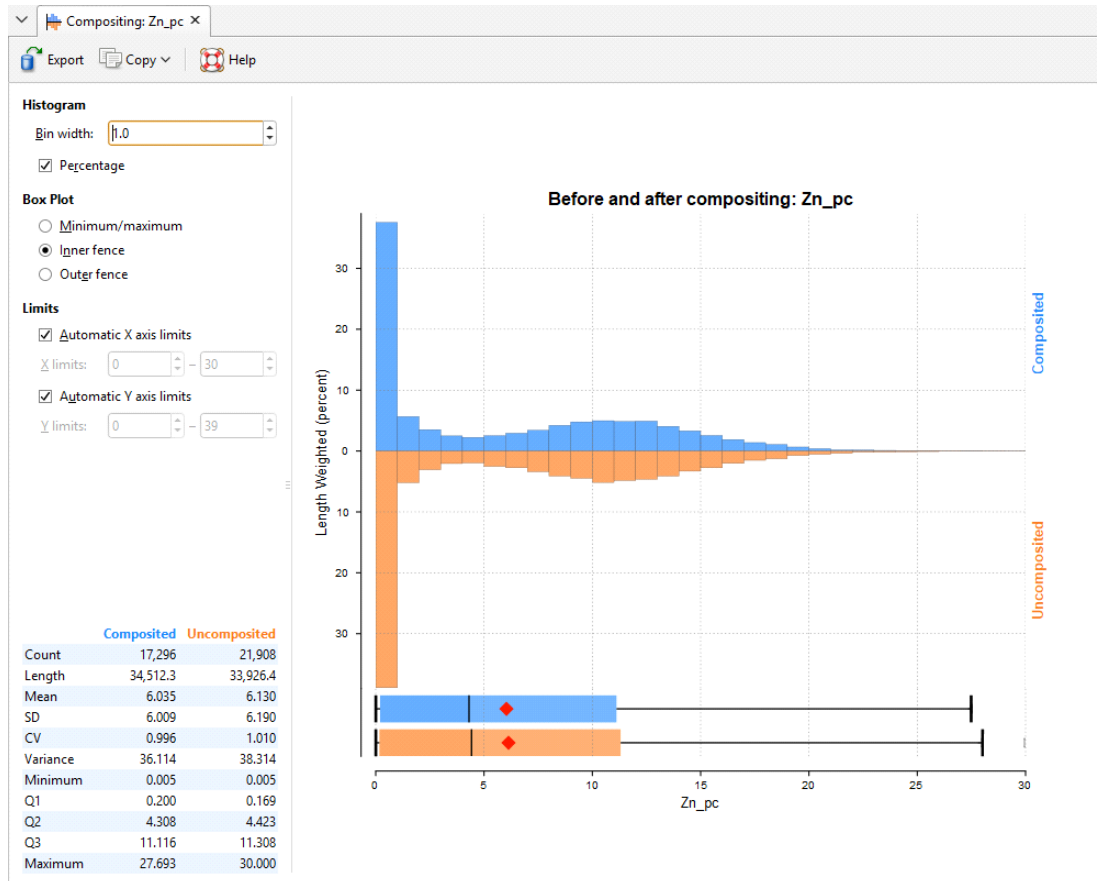 Compositing: Zn_pc
Export Copy Help
Histogram
Bin width: 1.0
Percentage
Box Plot
Minimum/maximum
Inner fence
Outer fence
Limits
Automatic X axis limits
X limits: 0 – 30
Automatic Y axis limits
Y limits: 0 – 39
Composited Uncomposited
Count 17,296 21,908
Length 34,512.3 33,926.4
Mean 6.035 6.130
SD 6.009 6.190
CV 0.996 1.010
Variance 36.114 38.314
Minimum 0.005 0.005
Q1 0.200 0.169
Q2 4.308 4.423
Q3 11.116 11.308
Maximum 27.693 30.000
Before and after compositing: Zn_pc
Length Weighted (percent)
30
20
10
0
10
20
30
Composited
Uncomposited
0 5 10 15 20 25 30
Zn_pc